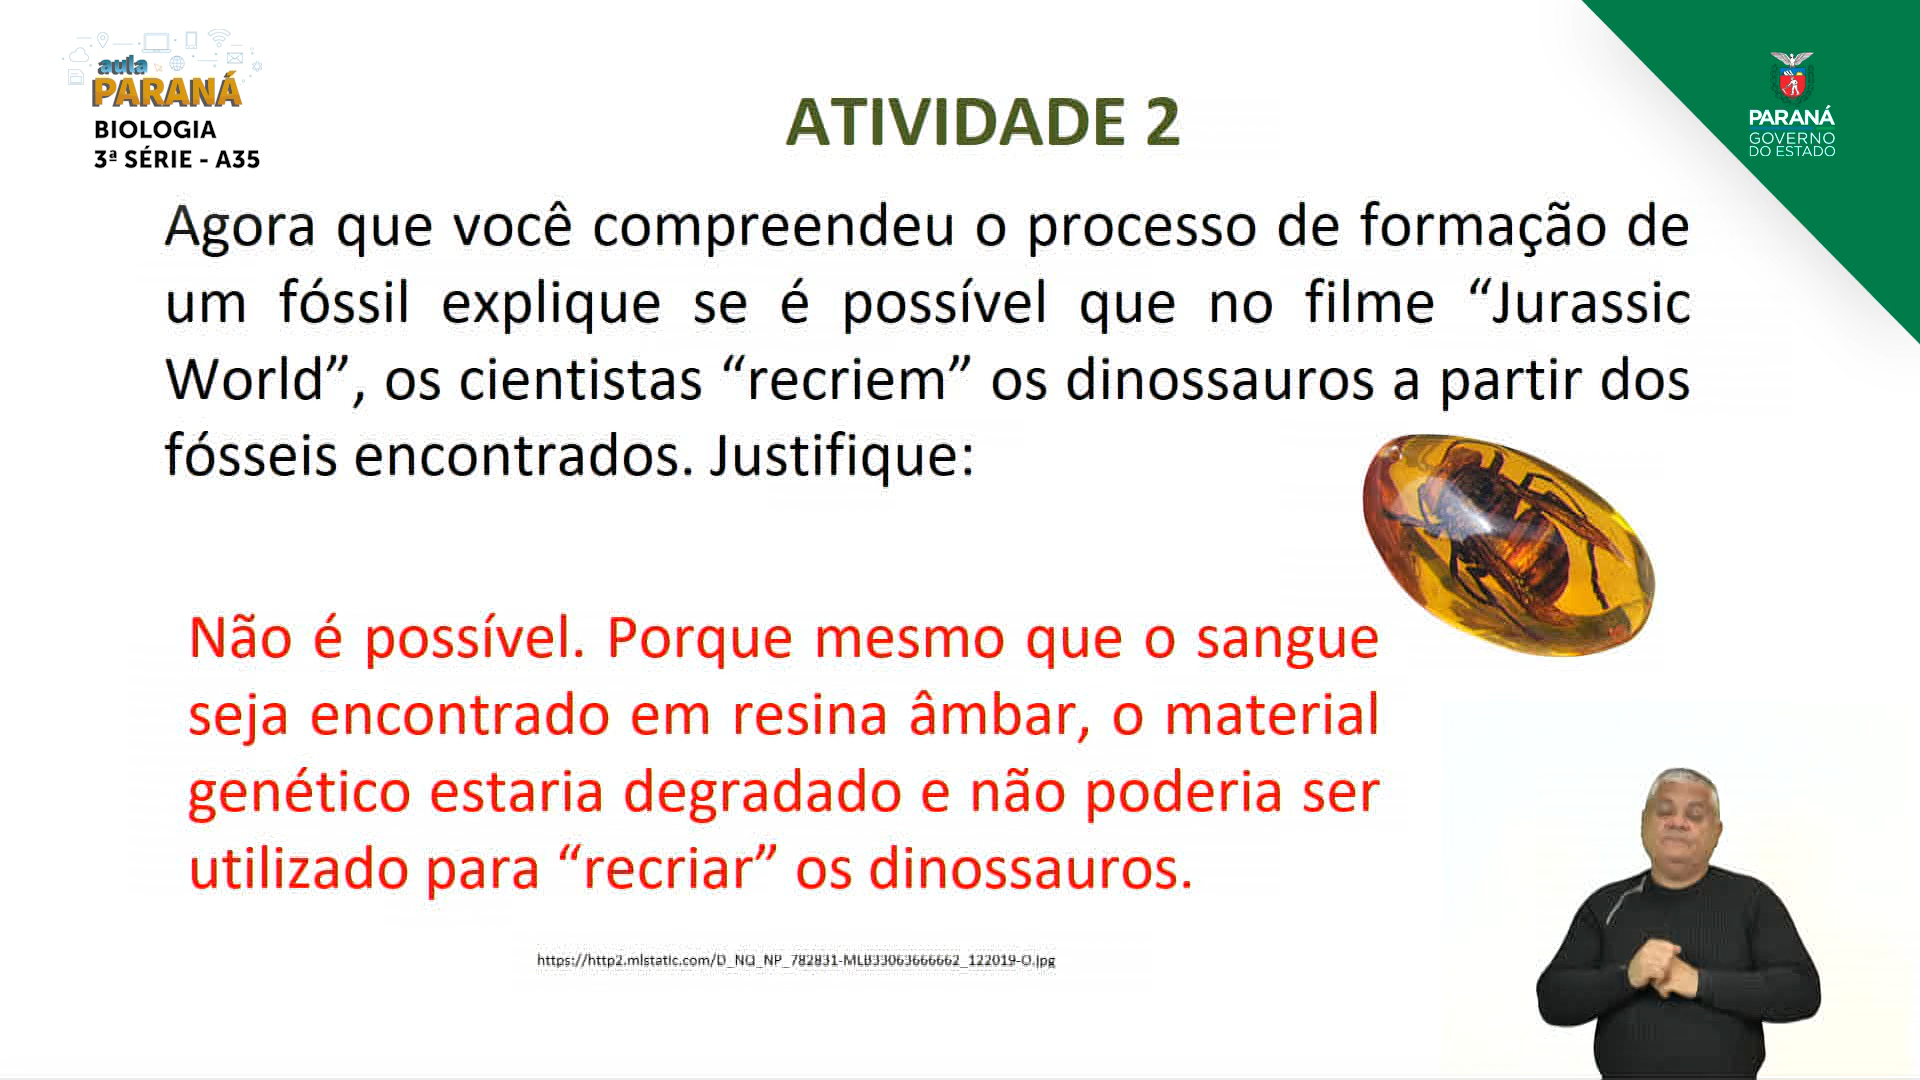 aula
PARANÁ
BIOLOGIA
3ª SÉRIE - A35
PARANÁ
GOVERNO
DO ESTADO
ATIVIDADE 2
Agora que você compreendeu o processo de formação de
um fóssil explique se é possível que no filme “Jurassic
World”, os cientistas “recriem” os dinossauros a partir dos
fósseis encontrados. Justifique:
Não é possível. Porque mesmo que o sangue
seja encontrado em resina âmbar, o material
genético estaria degradado e não poderia ser
utilizado para “recriar” os dinossauros.
https://http2.mlstatic.com/D_NQ_NP_782831-MLB33063666662_122019-O.jpg